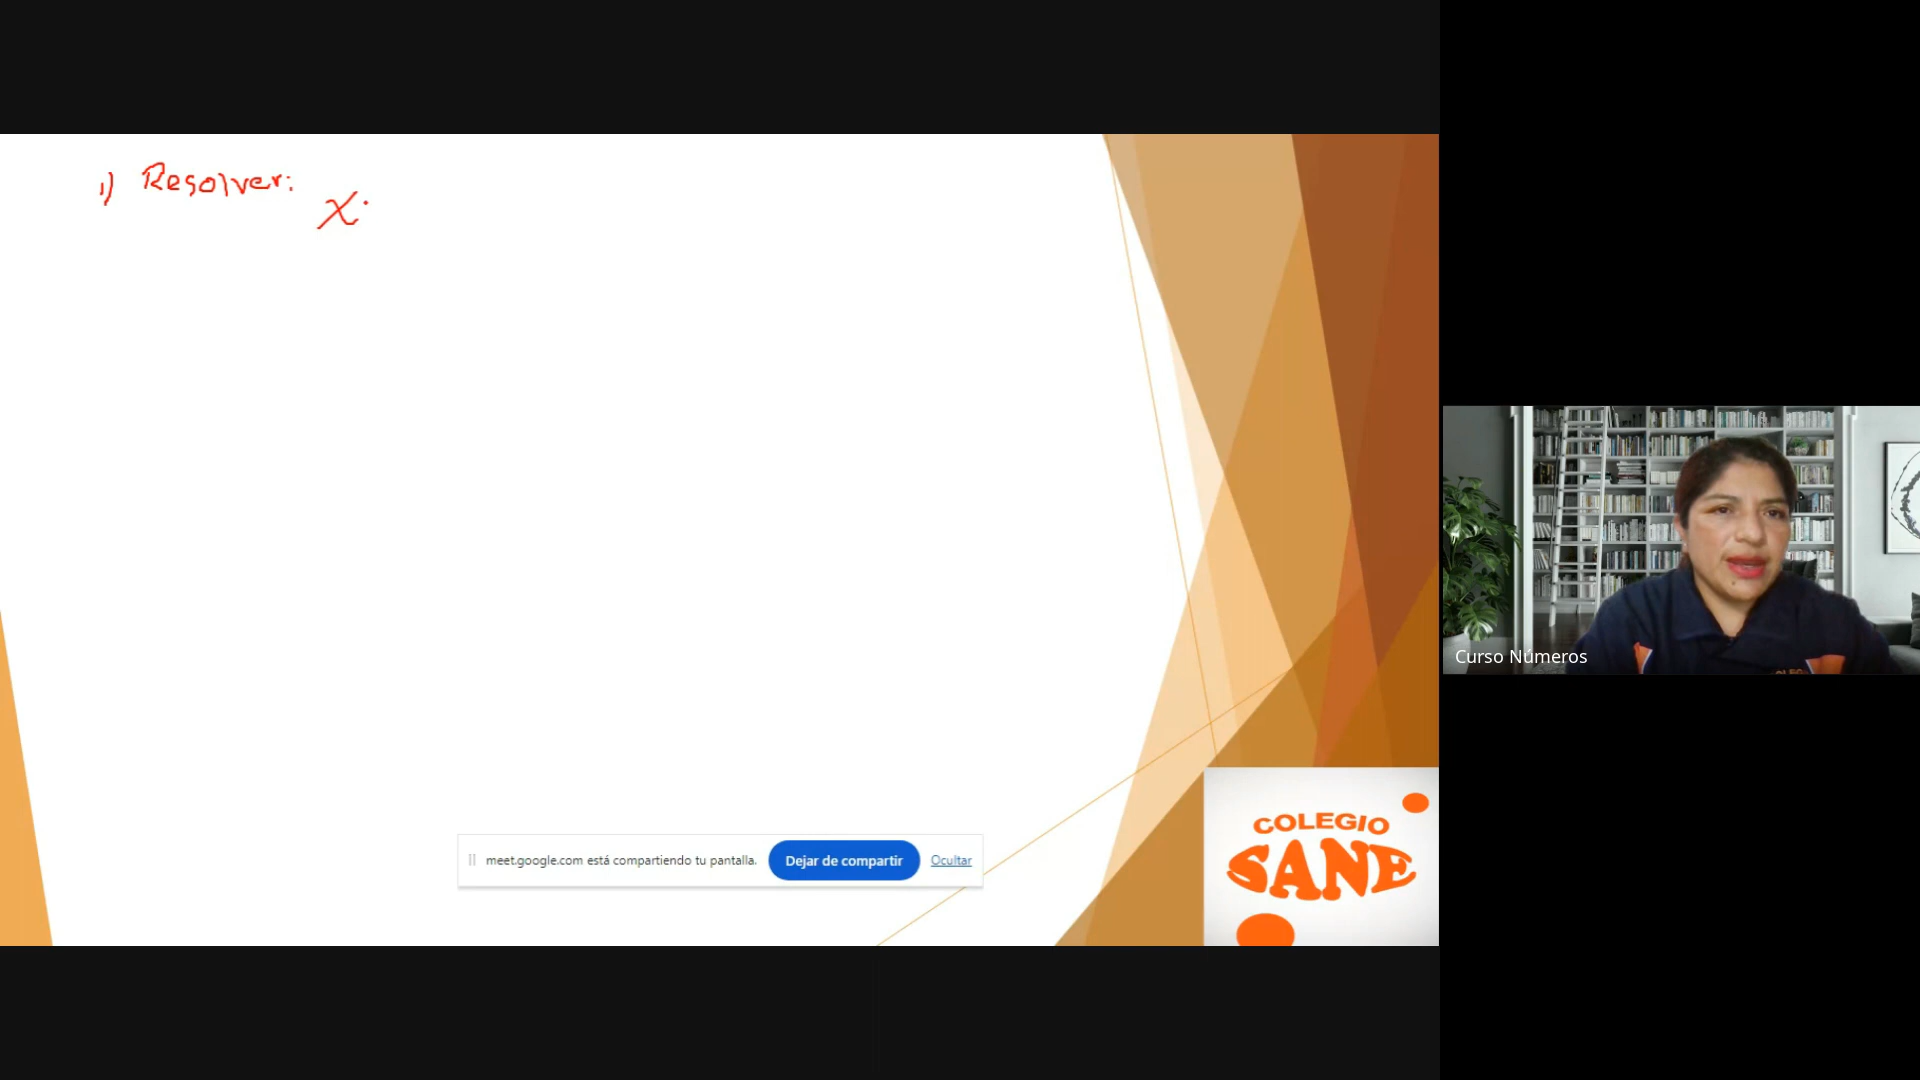 1) Resolver:
x.
meet.google.com está compartiendo tu pantalla. Dejar de compartir Ocultar
Curso Números
COLEGIO
SANE